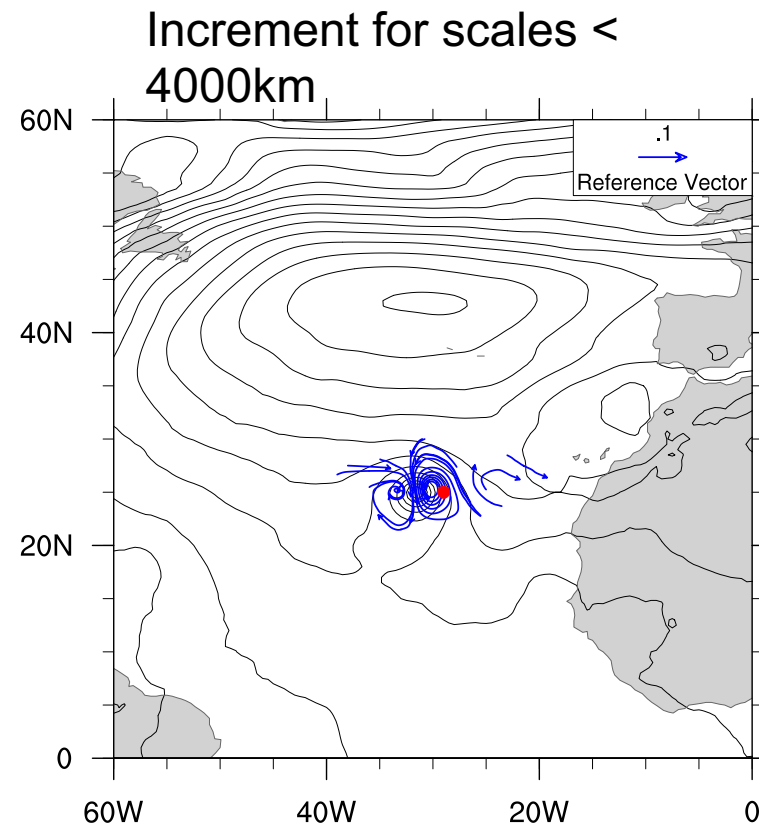 Increment for scales <
4000km
60N
.1
Reference Vector
40N
20N
0
60W 40W 20W 0